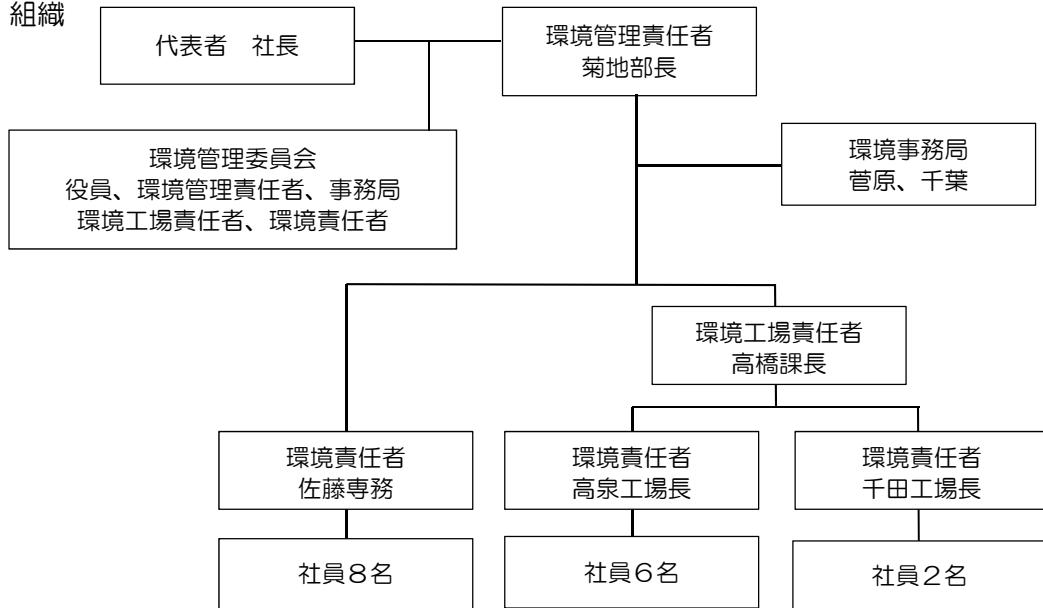 組織
代表者　社長
環境管理責任者
菊地部長
環境管理委員会
役員、環境管理責任者、事務局
環境工場責任者、環境責任者
環境事務局
菅原、千葉
環境工場責任者
高橋課長
環境責任者
佐藤専務
環境責任者
高泉工場長
環境責任者
千田工場長
社員８名
社員６名
社員２名